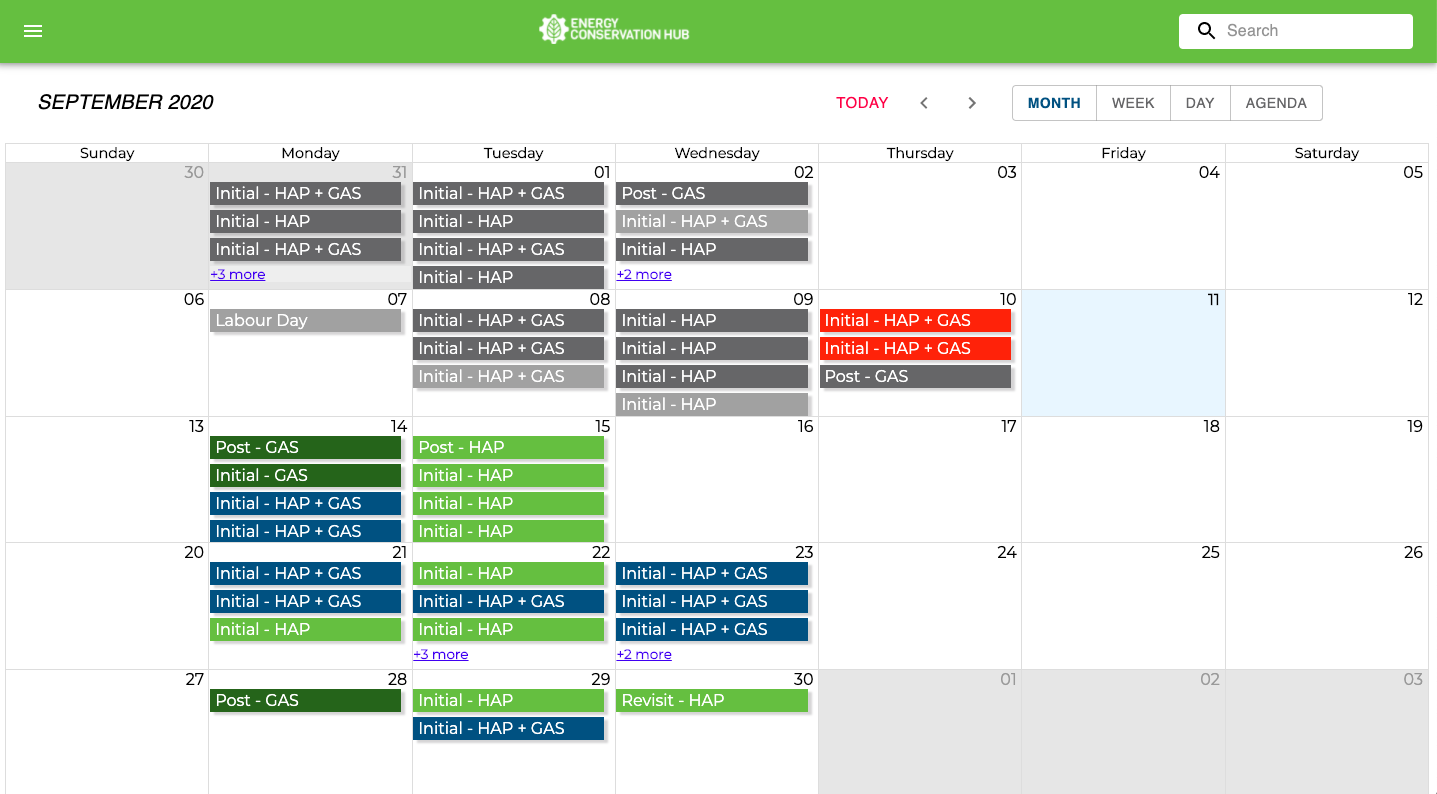 ENERGY
CONSERVATION HUB
Search
SEPTEMBER 2020
TODAY
MONTH WEEK DAY AGENDA
Sunday Monday Tuesday Wednesday Thursday Friday Saturday
30 31 01 02 03 04 05
Initial - HAP + GAS Initial - HAP + GAS Post - GAS
Initial - HAP Initial - HAP Initial - HAP + GAS
Initial - HAP + GAS Initial - HAP + GAS Initial - HAP
+3 more Initial - HAP +2 more
06 07 08 09 10 11 12
Labour Day Initial - HAP + GAS Initial - HAP Initial - HAP + GAS
Initial - HAP + GAS Initial - HAP Initial - HAP + GAS
Initial - HAP + GAS Initial - HAP Post - GAS
Initial - HAP
13 14 15 16 17 18 19
Post - GAS Post - HAP
Initial - GAS Initial - HAP
Initial - HAP + GAS Initial - HAP
Initial - HAP + GAS Initial - HAP
20 21 22 23 24 25 26
Initial - HAP + GAS Initial - HAP Initial - HAP + GAS
Initial - HAP + GAS Initial - HAP + GAS Initial - HAP + GAS
Initial - HAP Initial - HAP Initial - HAP + GAS
+3 more +2 more
27 28 29 30 01 02 03
Post - GAS Initial - HAP Revisit - HAP
Initial - HAP + GAS